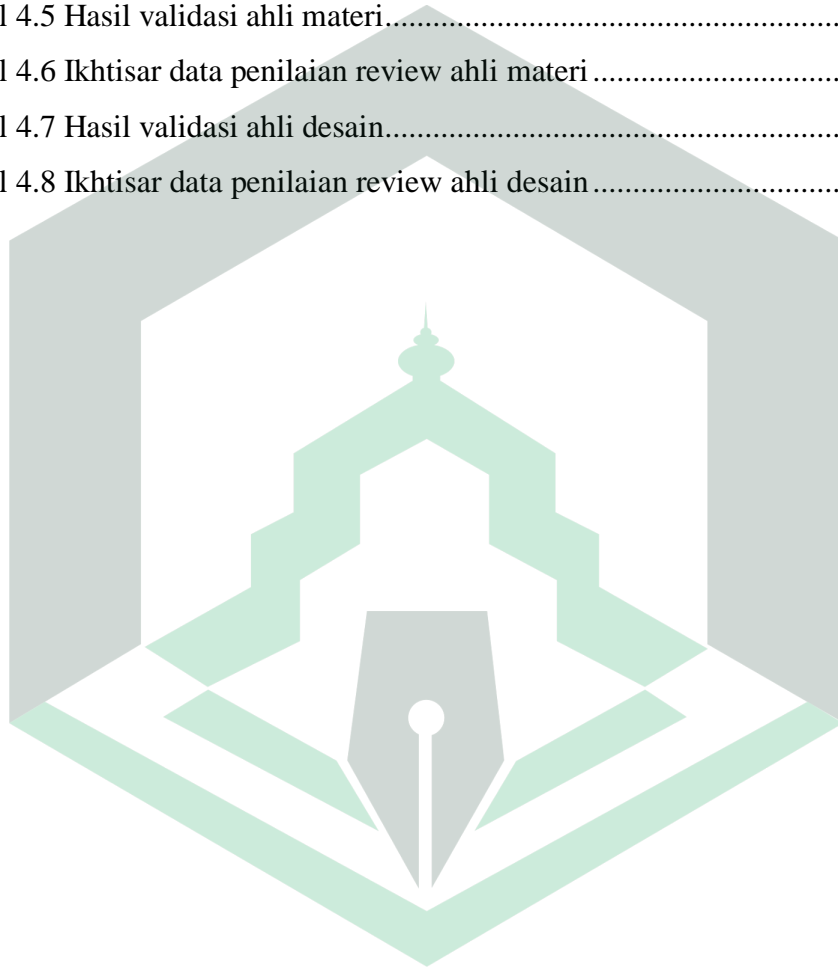 l 4.5 Hasil validasi ahli materi.......................................................................
l 4.6 Ikhtisar data penilaian review ahli materi.....................................
l 4.7 Hasil validasi ahli desain.......................................................................
l 4.8 Ikhtisar data penilaian review ahli desain.....................................